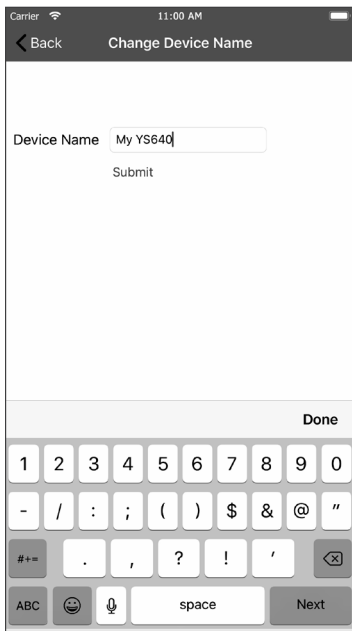 Carrier 11:00 AM
Back Change Device Name
Device Name My YS640
Submit
Done
1 2 3 4 5 6 7 8 9 0
- / : ; ( ) $ & @ "
#+= . , ? ! '
ABC space Next